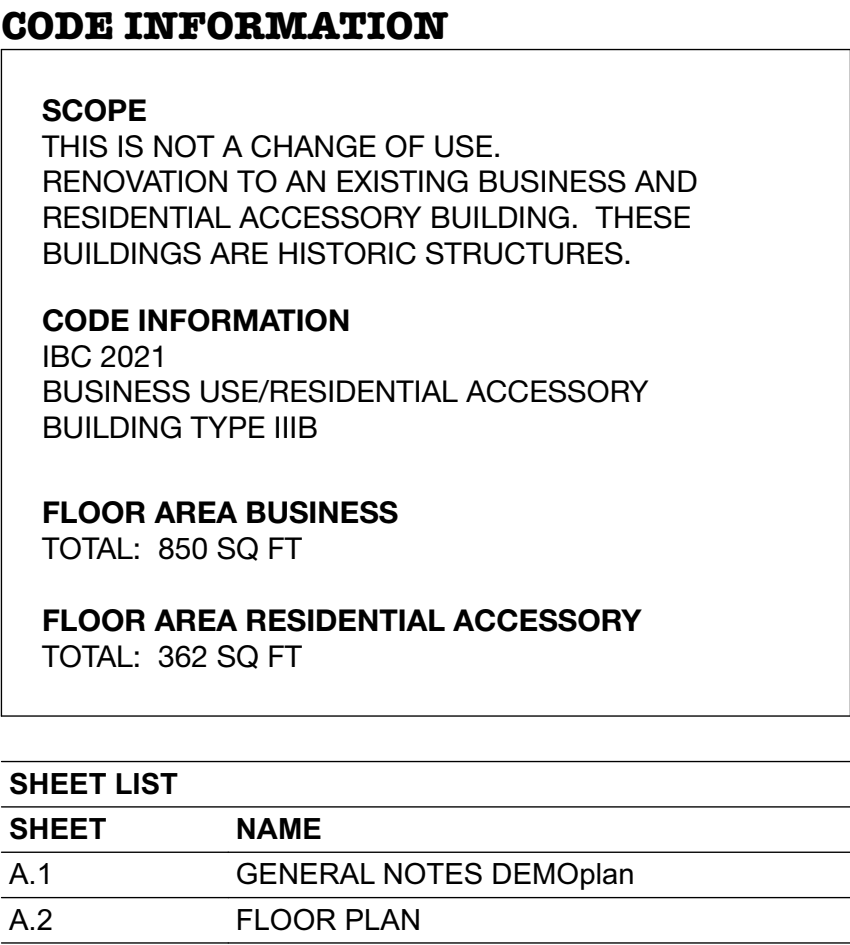 CODE INFORMATION
SCOPE
THIS IS NOT A CHANGE OF USE.
RENOVATION TO AN EXISTING BUSINESS AND
RESIDENTIAL ACCESSORY BUILDING.  THESE
BUILDINGS ARE HISTORIC STRUCTURES.
CODE INFORMATION
IBC 2021
BUSINESS USE/RESIDENTIAL ACCESSORY
BUILDING TYPE IIIB
FLOOR AREA BUSINESS
TOTAL:  850 SQ FT
FLOOR AREA RESIDENTIAL ACCESSORY
TOTAL:  362 SQ FT
SHEET LIST
SHEET NAME
A.1 GENERAL NOTES DEMOplan
A.2 FLOOR PLAN